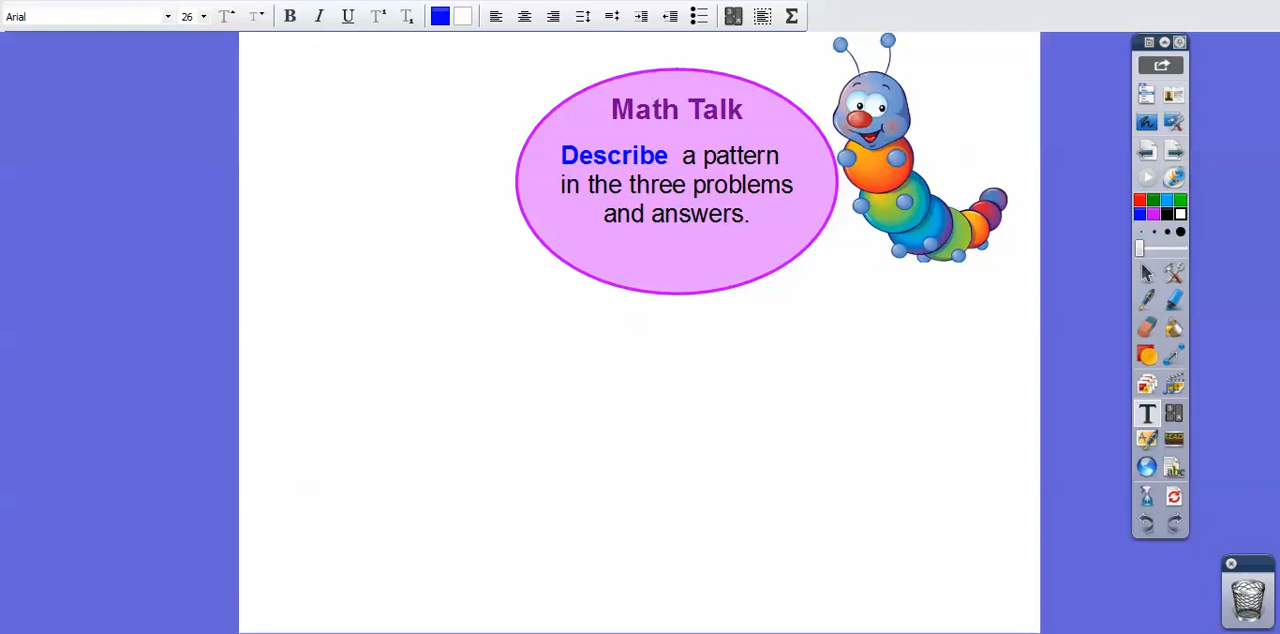 Arial
26
B I U T T
Math Talk
Describe a pattern
in the three problems
and answers.
T